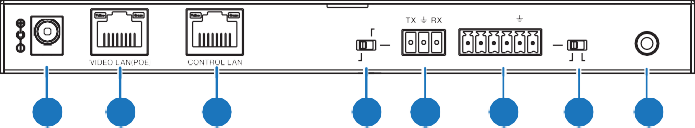 TX RX
VIDEO LAN(POE)
CONTROL LAN